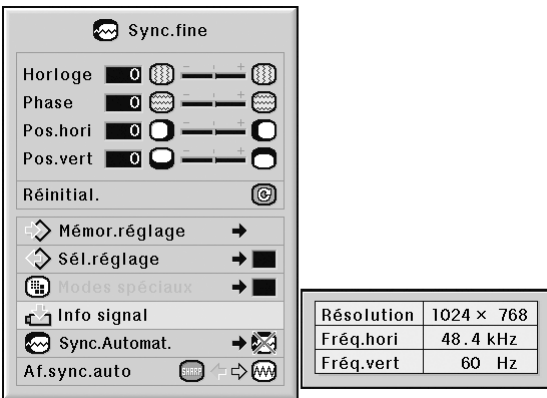 Sync.fine
Horloge 0 - +
Phase 0 - +
Pos.hori 0 - +
Pos.vert 0 - +
Réinitial.
Mémor.réglage
Sél.réglage
Modes spéciaux
Info signal
Sync.Automat.
Af.sync.auto SHARP
Résolution 1024 × 768
Fréq.hori 48.4 kHz
Fréq.vert 60 Hz